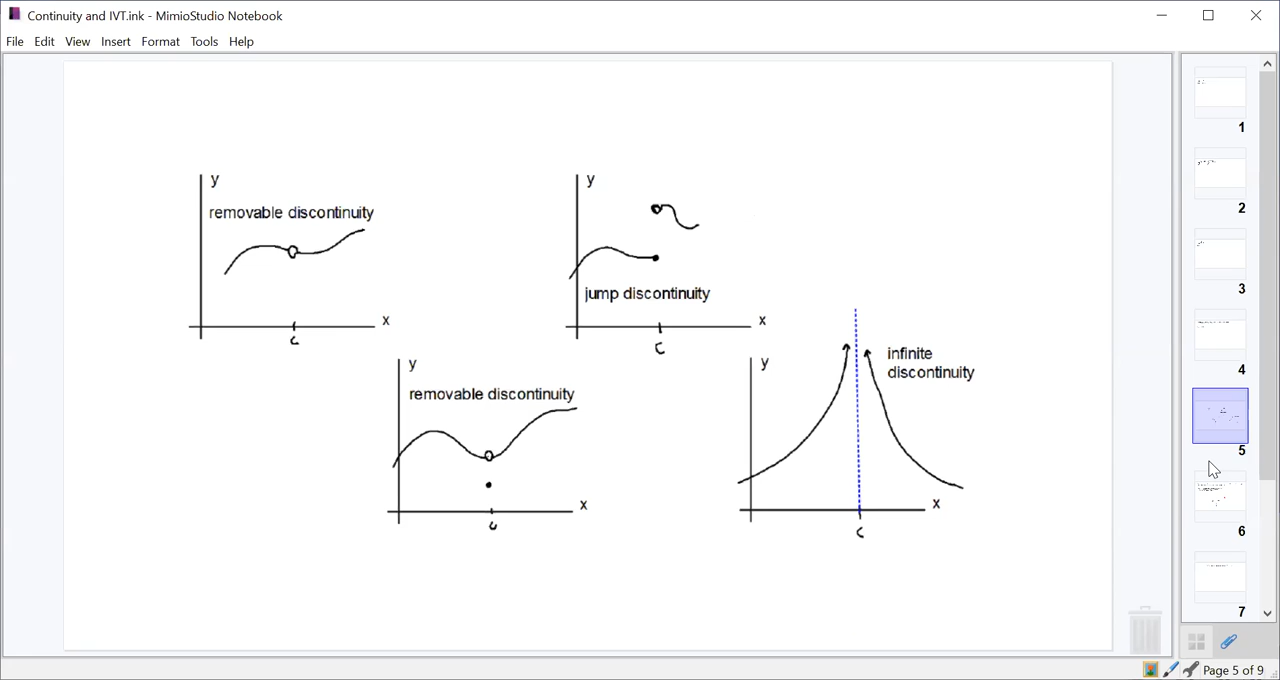 Continuity and IVT.ink - MimioStudio Notebook
File Edit View Insert Format Tools Help
y
removable discontinuity
x
c
y
jump discontinuity
x
c
y
removable discontinuity
x
c
y
infinite
discontinuity
x
c
1
2
3
4
5
6
7
Page 5 of 9